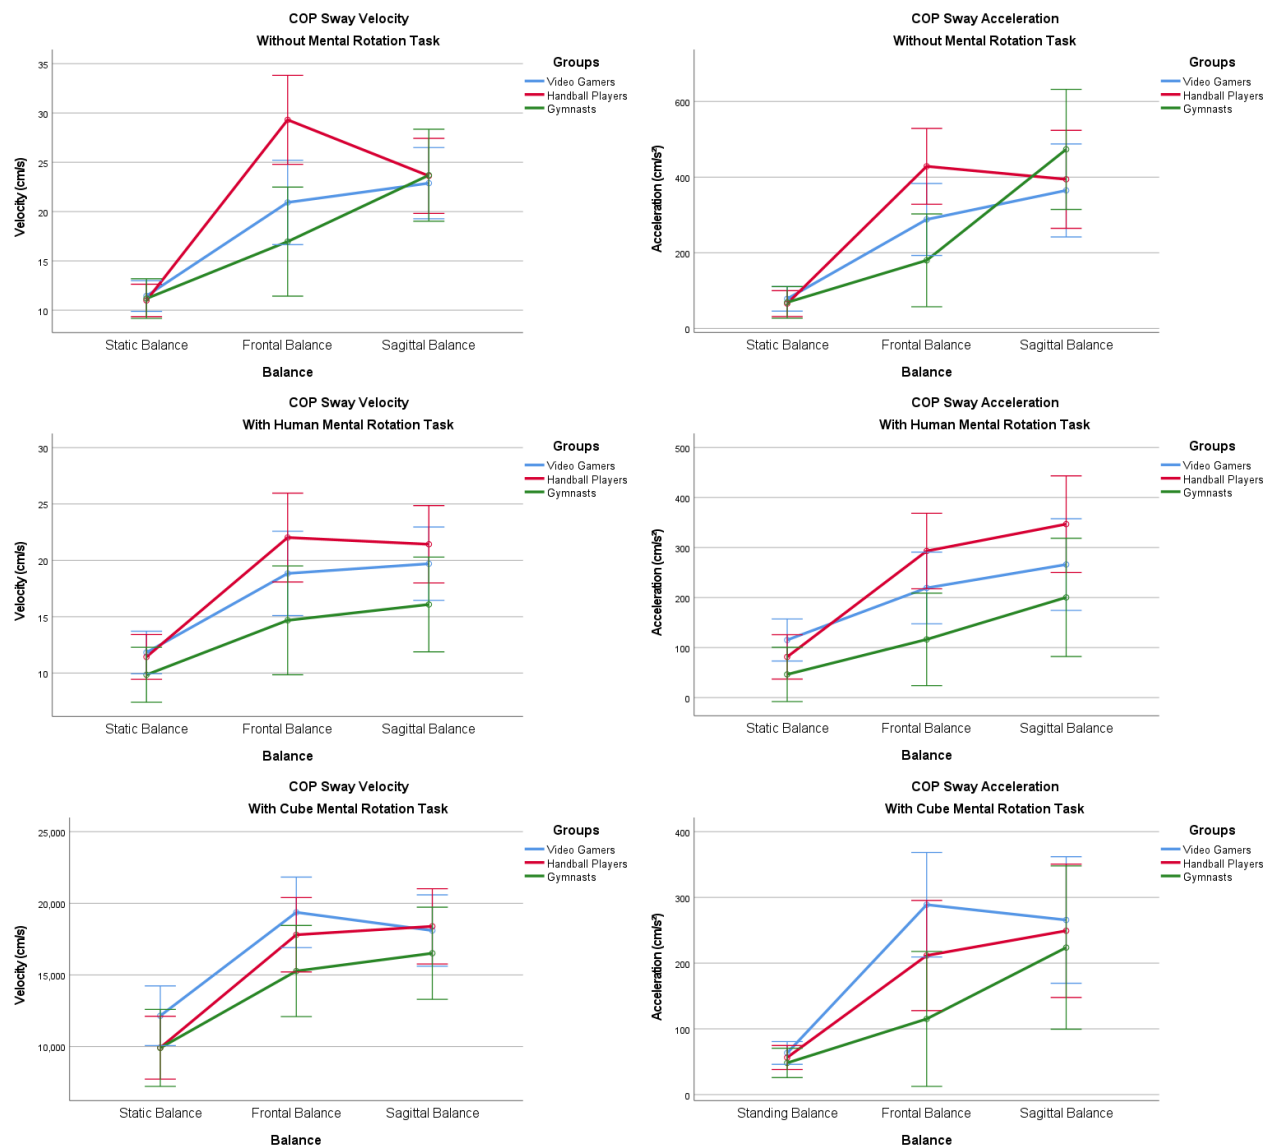 COP Sway Velocity
Without Mental Rotation Task
Groups
Video Gamers
Handball Players
Gymnasts
35
30
25
20
15
10
Velocity (cm/s)
Static Balance
Frontal Balance
Sagittal Balance
Balance
COP Sway Acceleration
Without Mental Rotation Task
Groups
Video Gamers
Handball Players
Gymnasts
600
400
200
0
Acceleration (cm/s²)
Static Balance
Frontal Balance
Sagittal Balance
Balance
COP Sway Velocity
With Human Mental Rotation Task
Groups
Video Gamers
Handball Players
Gymnasts
30
25
20
15
10
Velocity (cm/s)
Static Balance
Frontal Balance
Sagittal Balance
Balance
COP Sway Acceleration
With Human Mental Rotation Task
Groups
Video Gamers
Handball Players
Gymnasts
500
400
300
200
100
0
Acceleration (cm/s²)
Static Balance
Frontal Balance
Sagittal Balance
Balance
COP Sway Velocity
With Cube Mental Rotation Task
Groups
Video Gamers
Handball Players
Gymnasts
25,000
20,000
15,000
10,000
Velocity (cm/s)
Static Balance
Frontal Balance
Sagittal Balance
Balance
COP Sway Acceleration
With Cube Mental Rotation Task
Groups
Video Gamers
Handball Players
Gymnasts
400
300
200
100
0
Acceleration (cm/s²)
Standing Balance
Frontal Balance
Sagittal Balance
Balance